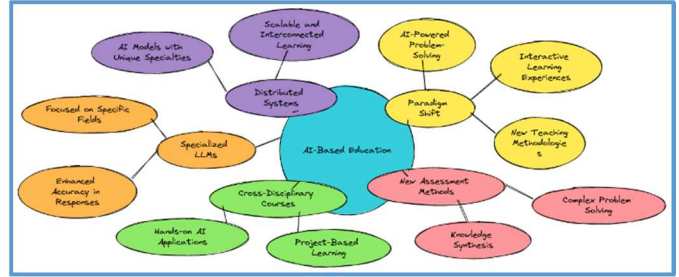 Scalable and
Interconnected
Learning
AI Models with
Unique Specialties
Distributed
Systems
AI-Powered
Problem-
Solving
Interactive
Learning
Experiences
Paradigm
Shift
New Teaching
Methodologie
s
Focused on Specific
Fields
Specialized
LLMs
Enhanced
Accuracy in
Responses
AI-Based Education
Cross-Disciplinary
Courses
Hands-on AI
Applications
Project-Based
Learning
New Assessment
Methods
Complex Problem
Solving
Knowledge
Synthesis